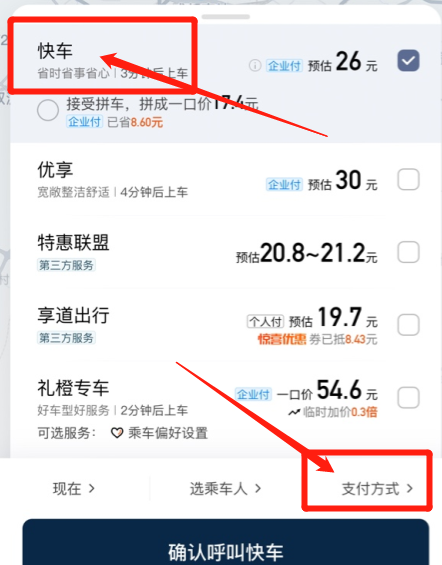 快车
省时省事省心 | 3分钟后上车
企业付 预估 26 元
接受拼车，拼成一口价17.4元
企业付 已省8.60元
优享
宽敞整洁舒适 | 4分钟后上车
企业付 预估 30 元
特惠联盟
第三方服务
预估20.8~21.2元
享道出行
第三方服务
个人付 预估 19.7 元
惊喜优惠 券已抵8.43元
礼橙专车
好车型好服务 | 2分钟后上车
企业付 一口价 54.6 元
临时加价0.3倍
可选服务： 乘车偏好设置
现在 >
选乘车人 >
支付方式 >
确认呼叫快车